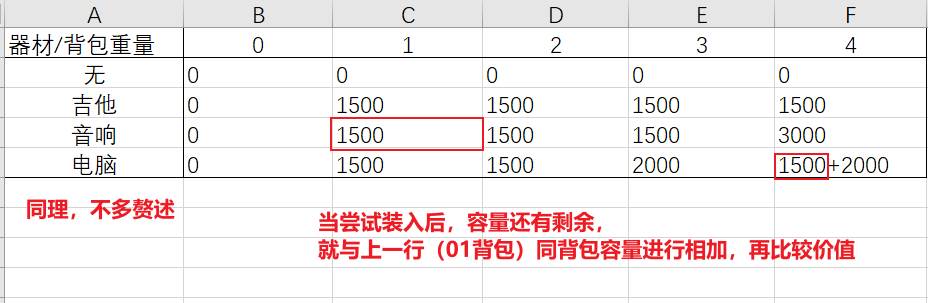 A B C D E F
器材/背包重量 0 1 2 3 4
无 0 0 0 0 0
吉他 0 1500 1500 1500 1500
音响 0 1500 1500 1500 3000
电脑 0 1500 1500 2000 1500+2000
同理，不多赘述
当尝试装入后，容量还有剩余，
就与上一行（01背包）同背包容量进行相加，再比较价值